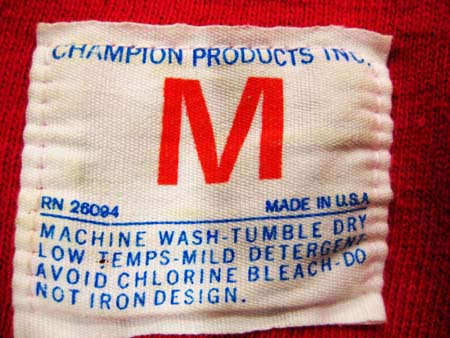 CHAMPION PRODUCTS INC.
M
RN 26094 MADE IN U.S.A
MACHINE WASH-TUMBLE DRY
LOW TEMPS-MILD DETERGENT
AVOID CHLORINE BLEACH-DO
NOT IRON DESIGN.